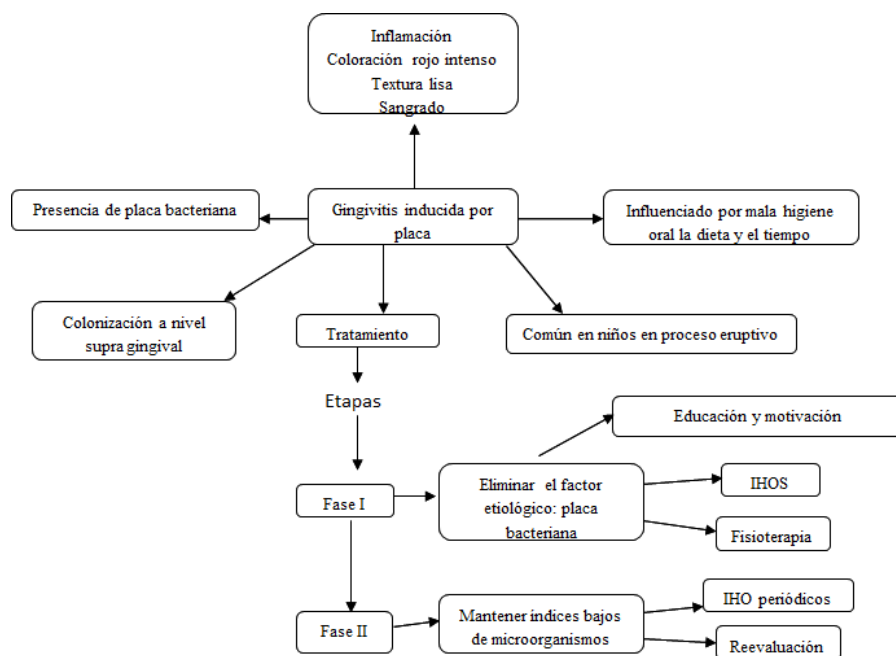 Inflamación
Coloración rojo intenso
Textura lisa
Sangrado
Presencia de placa bacteriana
Gingivitis inducida por
placa
Influenciado por mala higiene
oral la dieta y el tiempo
Colonización a nivel
supra gingival
Tratamiento
Común en niños en proceso eruptivo
Etapas
Educación y motivación
Fase I
Eliminar el factor
etiológico: placa
bacteriana
IHOS
Fisioterapia
Fase II
Mantener índices bajos
de microorganismos
IHO periódicos
Reevaluación